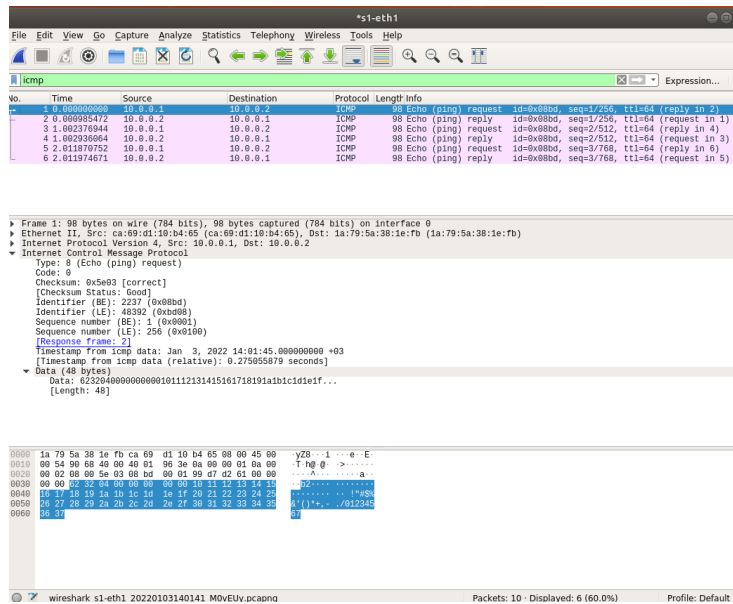 *s1-eth1
File Edit View Go Capture Analyze Statistics Telephony Wireless Tools Help
icmp
Expression...
No. Time Source Destination Protocol Length Info
1 0.000000000 10.0.0.1 10.0.0.2 ICMP 98 Echo (ping) request id=0x08bd, seq=1/256, ttl=64 (reply in 2)
2 0.000985472 10.0.0.2 10.0.0.1 ICMP 98 Echo (ping) reply id=0x08bd, seq=1/256, ttl=64 (request in 1)
3 1.002376944 10.0.0.1 10.0.0.2 ICMP 98 Echo (ping) request id=0x08bd, seq=2/512, ttl=64 (reply in 4)
4 1.002936064 10.0.0.2 10.0.0.1 ICMP 98 Echo (ping) reply id=0x08bd, seq=2/512, ttl=64 (request in 3)
5 2.011870752 10.0.0.1 10.0.0.2 ICMP 98 Echo (ping) request id=0x08bd, seq=3/768, ttl=64 (reply in 6)
6 2.011974671 10.0.0.2 10.0.0.1 ICMP 98 Echo (ping) reply id=0x08bd, seq=3/768, ttl=64 (request in 5)
Frame 1: 98 bytes on wire (784 bits), 98 bytes captured (784 bits) on interface 0
Ethernet II, Src: ca:69:d1:10:b4:65 (ca:69:d1:10:b4:65), Dst: 1a:79:5a:38:1e:fb (1a:79:5a:38:1e:fb)
Internet Protocol Version 4, Src: 10.0.0.1, Dst: 10.0.0.2
Internet Control Message Protocol
Type: 8 (Echo (ping) request)
Code: 0
Checksum: 0x5e03 [correct]
[Checksum Status: Good]
Identifier (BE): 2237 (0x08bd)
Identifier (LE): 48392 (0xbd08)
Sequence number (BE): 1 (0x0001)
Sequence number (LE): 256 (0x0100)
[Response frame: 2]
Timestamp from icmp data: Jan 3, 2022 14:01:45.000000000 +03
[Timestamp from icmp data (relative): 0.275055879 seconds]
Data (48 bytes)
Data: 6232040000000000101112131415161718191a1b1c1d1e1f...
[Length: 48]
0000 1a 79 5a 38 1e fb ca 69 d1 10 b4 65 08 00 45 00 ·yZ8···i ···e··E·
0010 00 54 90 68 40 00 40 01 96 3e 0a 00 00 01 0a 00 ·T·h@·@· ·>······
0020 00 02 08 00 5e 03 08 bd 00 01 99 d7 d2 61 00 00 ····^··· ·····a··
0030 00 00 62 32 04 00 00 00 00 00 10 11 12 13 14 15 ··b2···· ········
0040 16 17 18 19 1a 1b 1c 1d 1e 1f 20 21 22 23 24 25 ········ ·· !"#$%
0050 26 27 28 29 2a 2b 2c 2d 2e 2f 30 31 32 33 34 35 &'()*+,- ./012345
0060 36 37 67
wireshark_s1-eth1_20220103140141_M0yEUy.pcapng Packets: 10 · Displayed: 6 (60.0%) Profile: Default